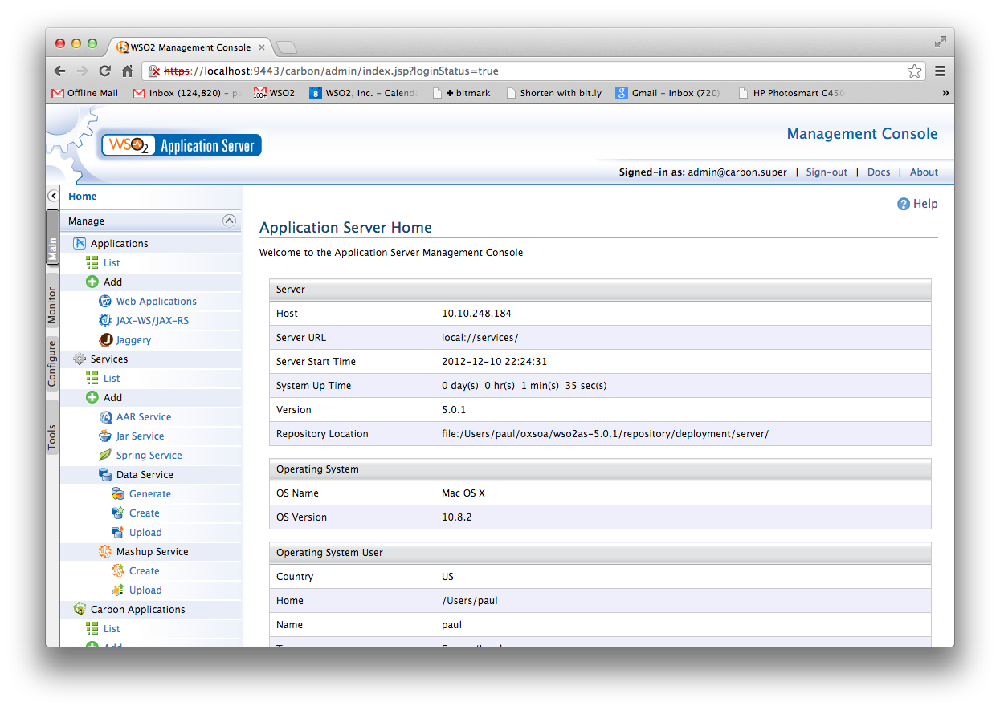 WSO2 Management Console
https://localhost:9443/carbon/admin/index.jsp?loginStatus=true
Offline Mail
Inbox (124,820) – pa
100+ WSO2
8 WSO2, Inc. – Calenda
+ bitmark
Shorten with bit.ly
8 Gmail – Inbox (720)
HP Photosmart C450
»
WSO2 Application Server
Management Console
Signed-in as: admin@carbon.super | Sign-out | Docs | About
Main
Monitor
Configure
Tools
Home
Manage
Applications
List
Add
Web Applications
JAX-WS/JAX-RS
Jaggery
Services
List
Add
AAR Service
Jar Service
Spring Service
Data Service
Generate
Create
Upload
Mashup Service
Create
Upload
Carbon Applications
List
Add
Help
Application Server Home
Welcome to the Application Server Management Console
Server
Host 10.10.248.184
Server URL local://services/
Server Start Time 2012-12-10 22:24:31
System Up Time 0 day(s) 0 hr(s) 1 min(s) 35 sec(s)
Version 5.0.1
Repository Location file:/Users/paul/oxsoa/wso2as-5.0.1/repository/deployment/server/
Operating System
OS Name Mac OS X
OS Version 10.8.2
Operating System User
Country US
Home /Users/paul
Name paul